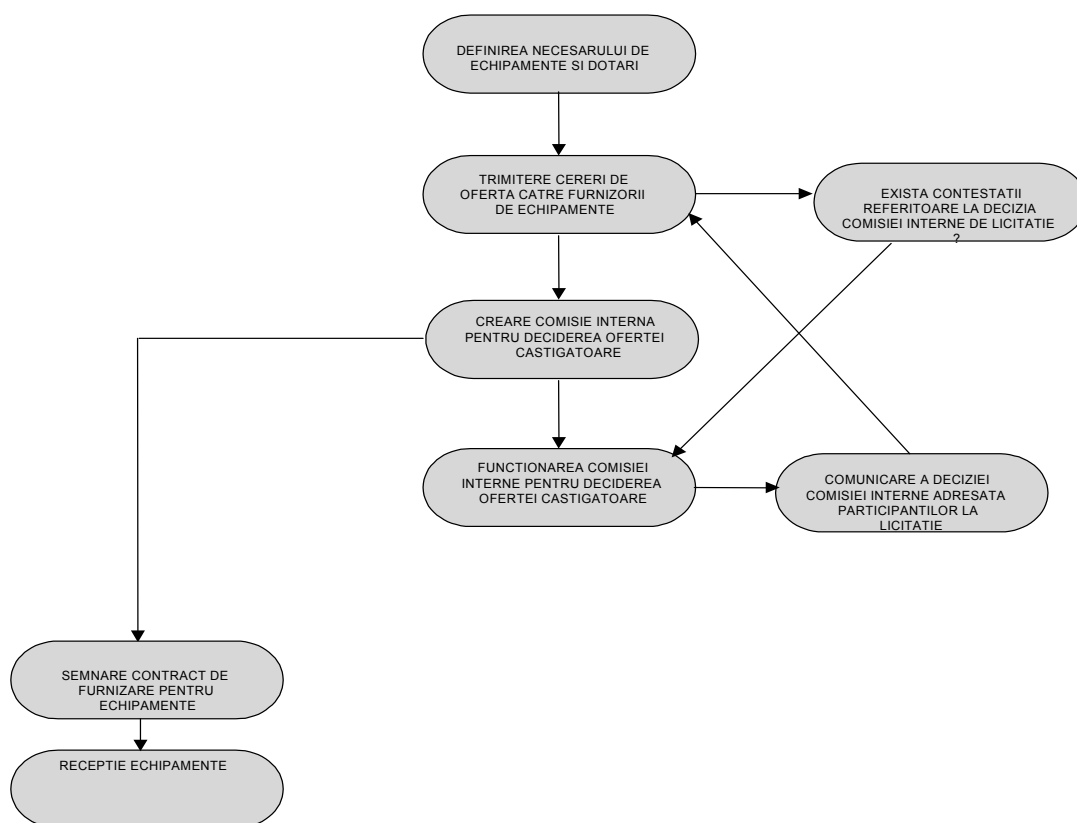 DEFINIREA NECESARULUI DE
ECHIPAMENTE SI DOTARI
TRIMITERE CERERI DE
OFERTA CATRE FURNIZORII
DE ECHIPAMENTE
EXISTA CONTESTATII
REFERITOARE LA DECIZIA
COMISIEI INTERNE DE LICITATIE
?
CREARE COMISIE INTERNA
PENTRU DECIDEREA OFERTEI
CASTIGATOARE
FUNCTIONAREA COMISIEI
INTERNE PENTRU DECIDEREA
OFERTEI CASTIGATOARE
COMUNICARE A DECIZIEI
COMISIEI INTERNE ADRESATA
PARTICIPANTILOR LA
LICITATIE
SEMNARE CONTRACT DE
FURNIZARE PENTRU
ECHIPAMENTE
RECEPTIE ECHIPAMENTE